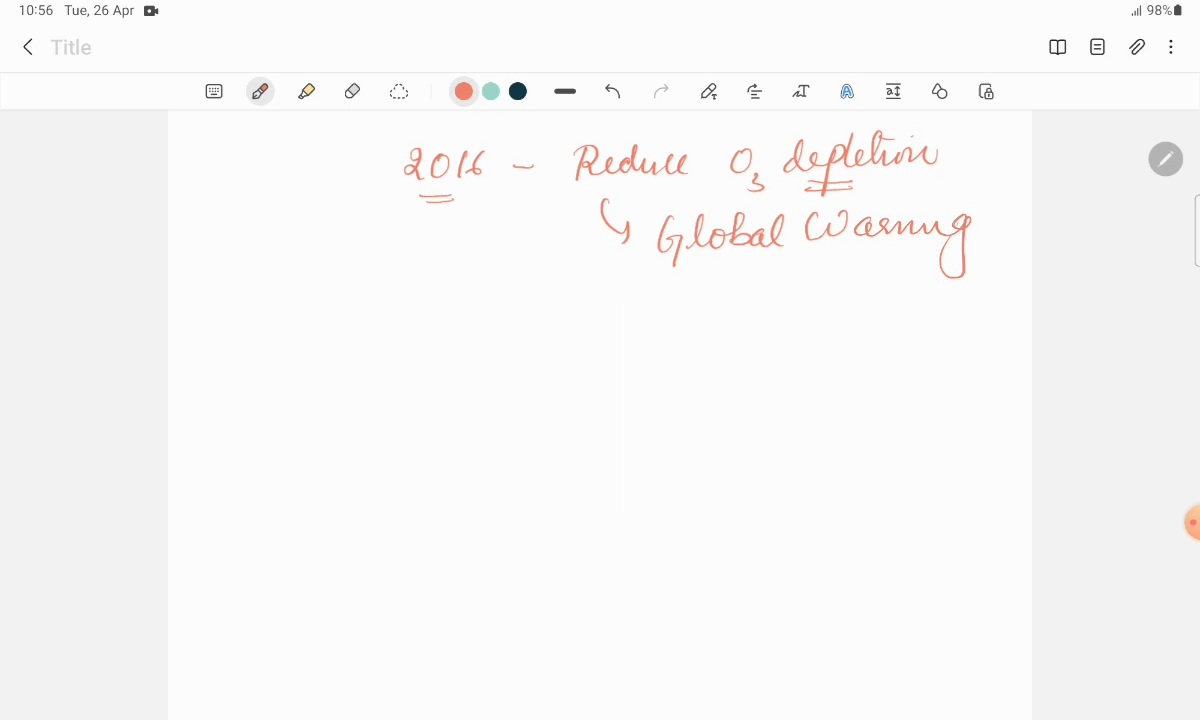 10:56 Tue, 26 Apr 98%
Title
2016 - Reduce O₃ depletion
↳ Global Warming